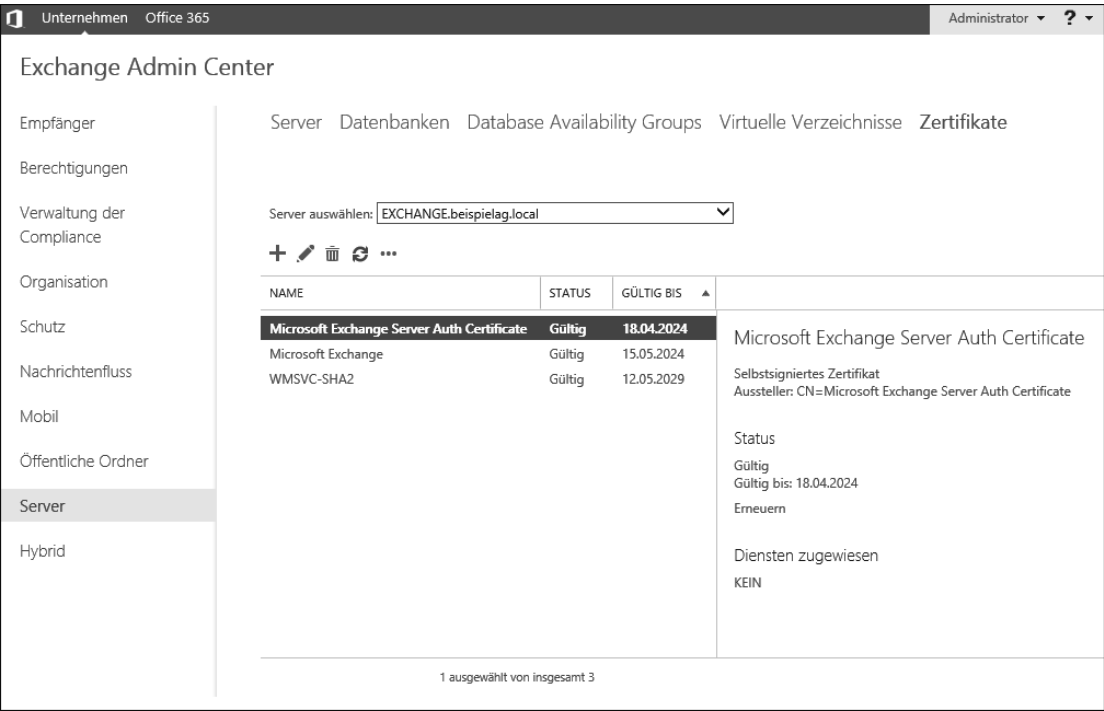 Unternehmen Office 365 Administrator ?
Exchange Admin Center
Empfänger
Berechtigungen
Verwaltung der
Compliance
Organisation
Schutz
Nachrichtenfluss
Mobil
Öffentliche Ordner
Server
Hybrid
Server Datenbanken Database Availability Groups Virtuelle Verzeichnisse Zertifikate
Server auswählen: EXCHANGE.beispielag.local
NAME STATUS GÜLTIG BIS
Microsoft Exchange Server Auth Certificate Gültig 18.04.2024
Microsoft Exchange Gültig 15.05.2024
WMSVC-SHA2 Gültig 12.05.2029
1 ausgewählt von insgesamt 3
Microsoft Exchange Server Auth Certificate
Selbstsigniertes Zertifikat
Aussteller: CN=Microsoft Exchange Server Auth Certificate
Status
Gültig
Gültig bis: 18.04.2024
Erneuern
Diensten zugewiesen
KEIN